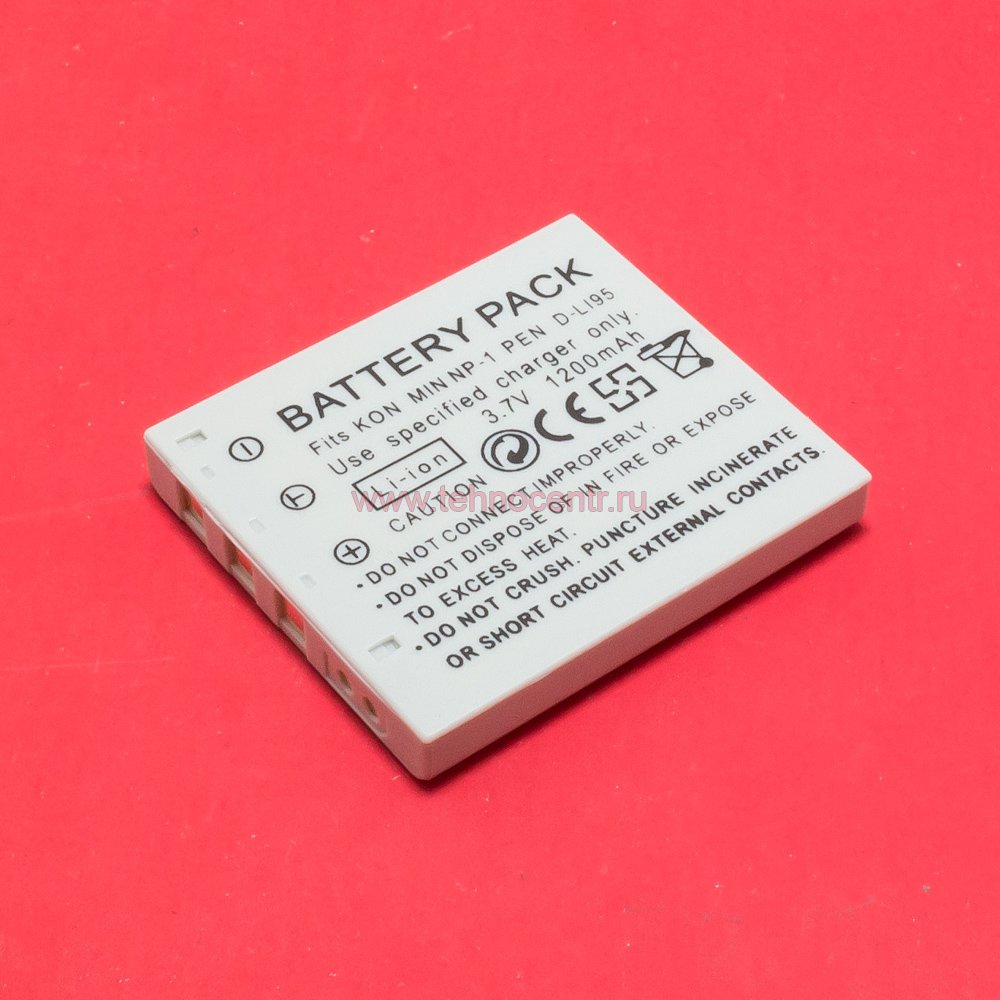 BATTERY PACK
Fits KON MIN NP-1 PEN D-LI95
Use specified charger only.
3.7V 1200mAh
Li-ion
CAUTION
• DO NOT CONNECT IMPROPERLY.
• DO NOT DISPOSE OF IN FIRE OR EXPOSE
TO EXCESS HEAT.
• DO NOT CRUSH. PUNCTURE INCINERATE
OR SHORT CIRCUIT EXTERNAL CONTACTS.
− T +
CE
www.tehnocentr.ru